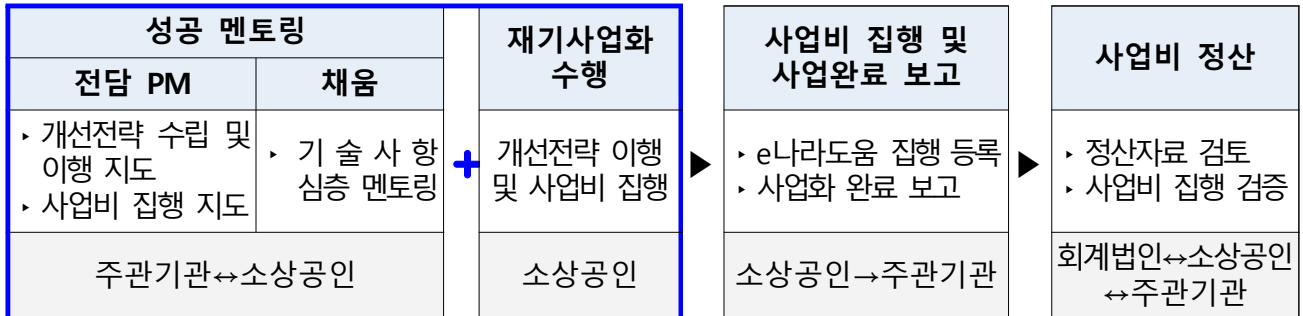 성공 멘토링
전담 PM
채움
‣ 개선전략 수립 및
이행 지도
‣ 사업비 집행 지도
‣ 기 술 사 항
심층 멘토링
주관기관↔소상공인
+
재기사업화
수행
개선전략 이행
및 사업비 집행
소상공인
▶
사업비 집행 및
사업완료 보고
‣ e나라도움 집행 등록
‣ 사업화 완료 보고
소상공인→주관기관
▶
사업비 정산
‣ 정산자료 검토
‣ 사업비 집행 검증
회계법인↔소상공인
↔주관기관